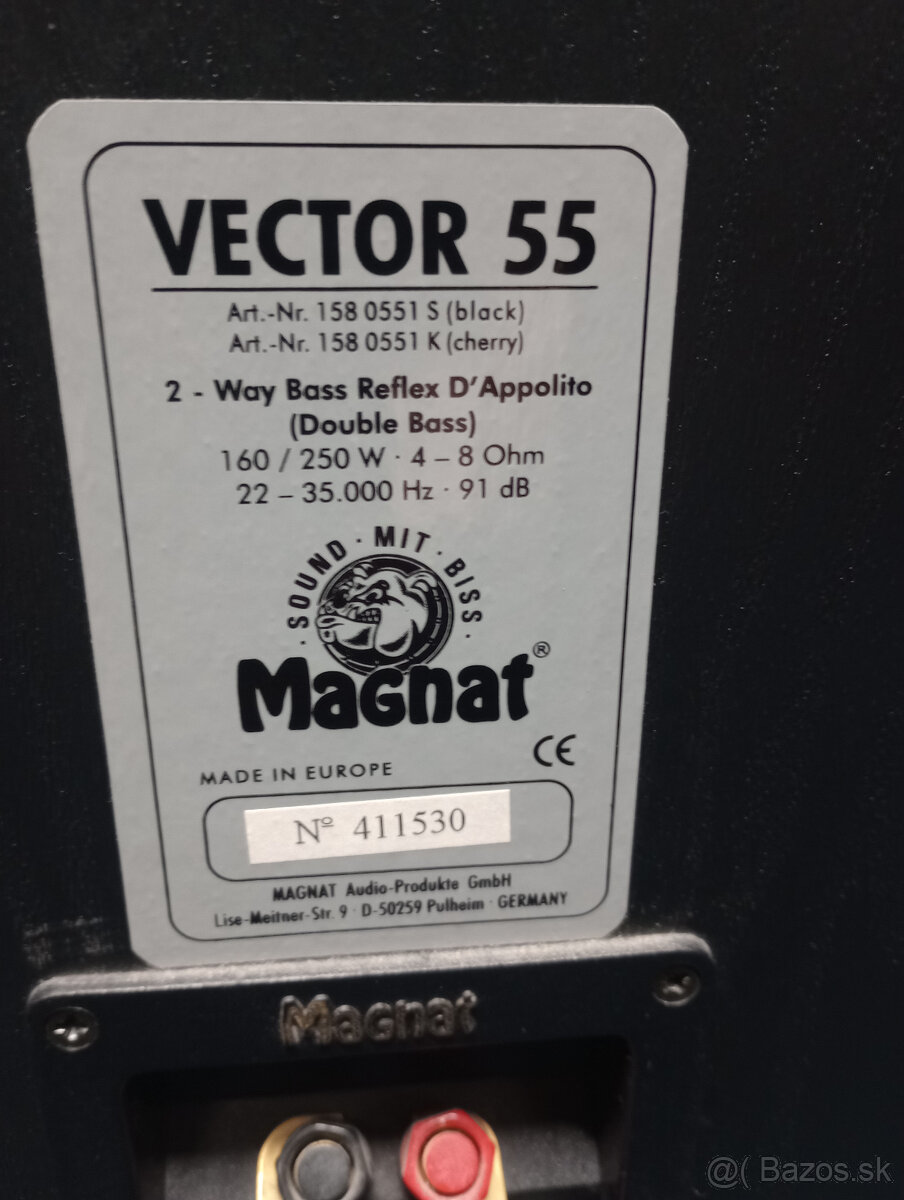 VECTOR 55
Art.-Nr. 158 0551 S (black)
Art.-Nr. 158 0551 K (cherry)
2 - Way Bass Reflex D'Appolito
(Double Bass)
160 / 250 W · 4 – 8 Ohm
22 – 35.000 Hz · 91 dB
· SOUND · MIT · BISS ·
Magnat®
CE
MADE IN EUROPE
Nº 411530
MAGNAT Audio-Produkte GmbH
Lise-Meitner-Str. 9 · D-50259 Pulheim · GERMANY
Magnat
@( Bazos.sk